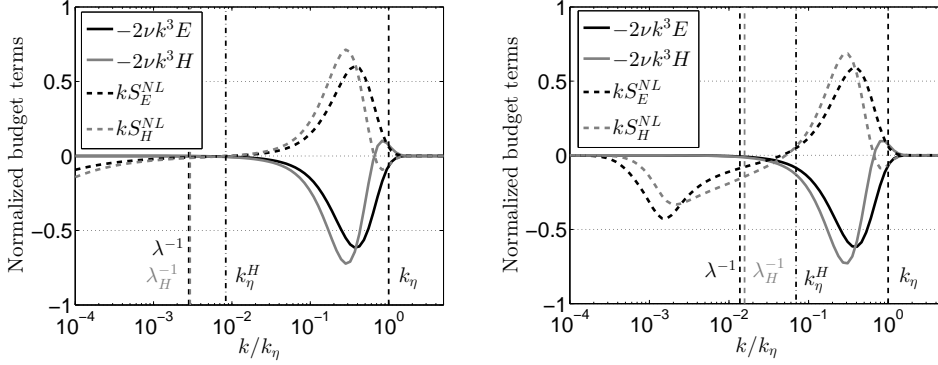 Normalized budget terms
1
0.5
0
−0.5
−1
−2νk³E
−2νk³H
kS_E^{NL}
kS_H^{NL}
λ⁻¹
λ_H⁻¹
k_η^H
k_η
10⁻⁴ 10⁻³ 10⁻² 10⁻¹ 10⁰
k/k_η
Normalized budget terms
1
0.5
0
−0.5
−1
−2νk³E
−2νk³H
kS_E^{NL}
kS_H^{NL}
λ⁻¹ λ_H⁻¹ k_η^H k_η
10⁻⁴ 10⁻³ 10⁻² 10⁻¹ 10⁰
k/k_η